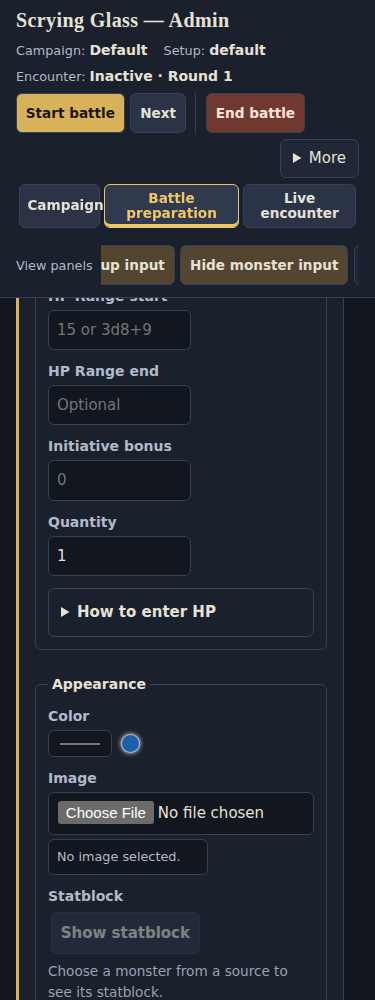 Scrying Glass — Admin
Campaign: Default Setup: default
Encounter: Inactive · Round 1
Start battle Next End battle
More
Campaign Battle preparation Live encounter
View panels up input Hide monster input
HP Range start
15 or 3d8+9
HP Range end
Optional
Initiative bonus
0
Quantity
1
How to enter HP
Appearance
Color
Image
Choose File No file chosen
No image selected.
Statblock
Show statblock
Choose a monster from a source to
see its statblock.